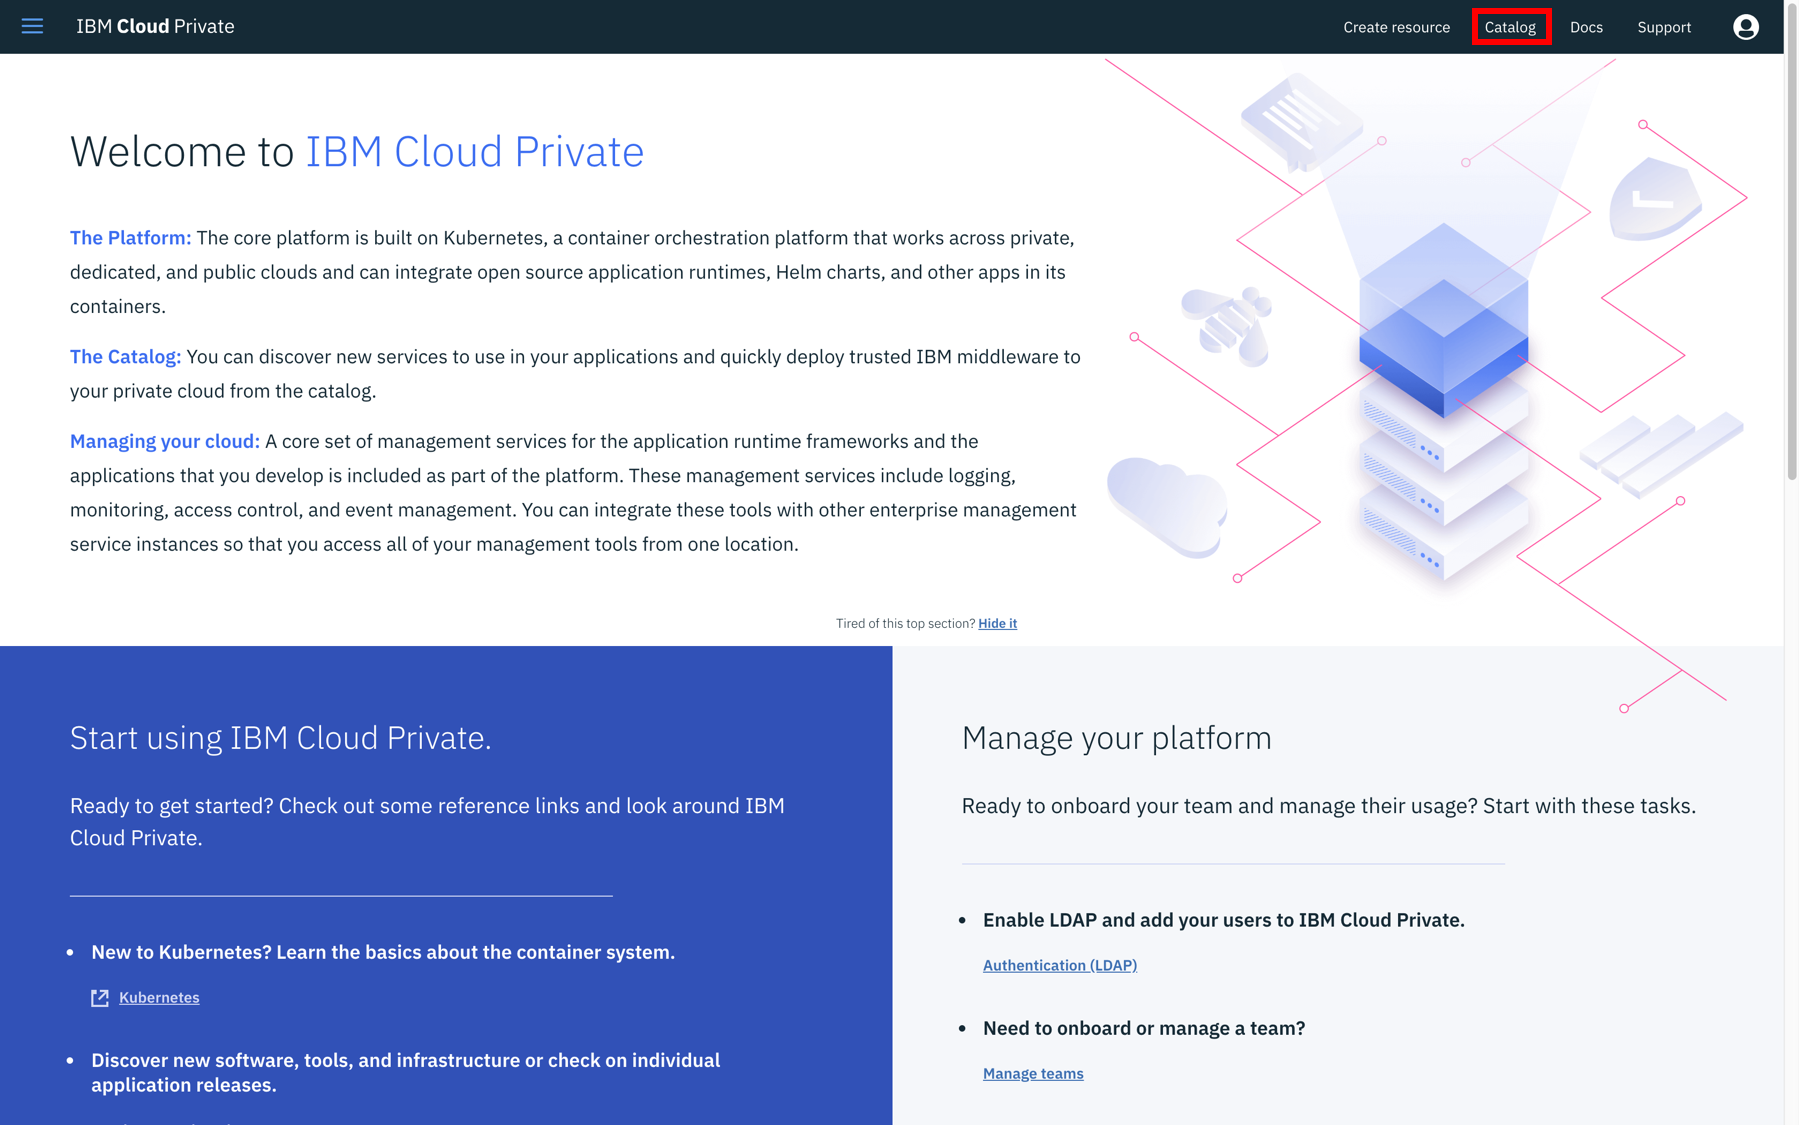 IBM Cloud Private
Create resource
Catalog
Docs
Support
Welcome to IBM Cloud Private
The Platform: The core platform is built on Kubernetes, a container orchestration platform that works across private,
dedicated, and public clouds and can integrate open source application runtimes, Helm charts, and other apps in its
containers.
The Catalog: You can discover new services to use in your applications and quickly deploy trusted IBM middleware to
your private cloud from the catalog.
Managing your cloud: A core set of management services for the application runtime frameworks and the
applications that you develop is included as part of the platform. These management services include logging,
monitoring, access control, and event management. You can integrate these tools with other enterprise management
service instances so that you access all of your management tools from one location.
Tired of this top section? Hide it
Start using IBM Cloud Private.
Ready to get started? Check out some reference links and look around IBM
Cloud Private.
• New to Kubernetes? Learn the basics about the container system.
Kubernetes
• Discover new software, tools, and infrastructure or check on individual
application releases.
Manage your platform
Ready to onboard your team and manage their usage? Start with these tasks.
• Enable LDAP and add your users to IBM Cloud Private.
Authentication (LDAP)
• Need to onboard or manage a team?
Manage teams